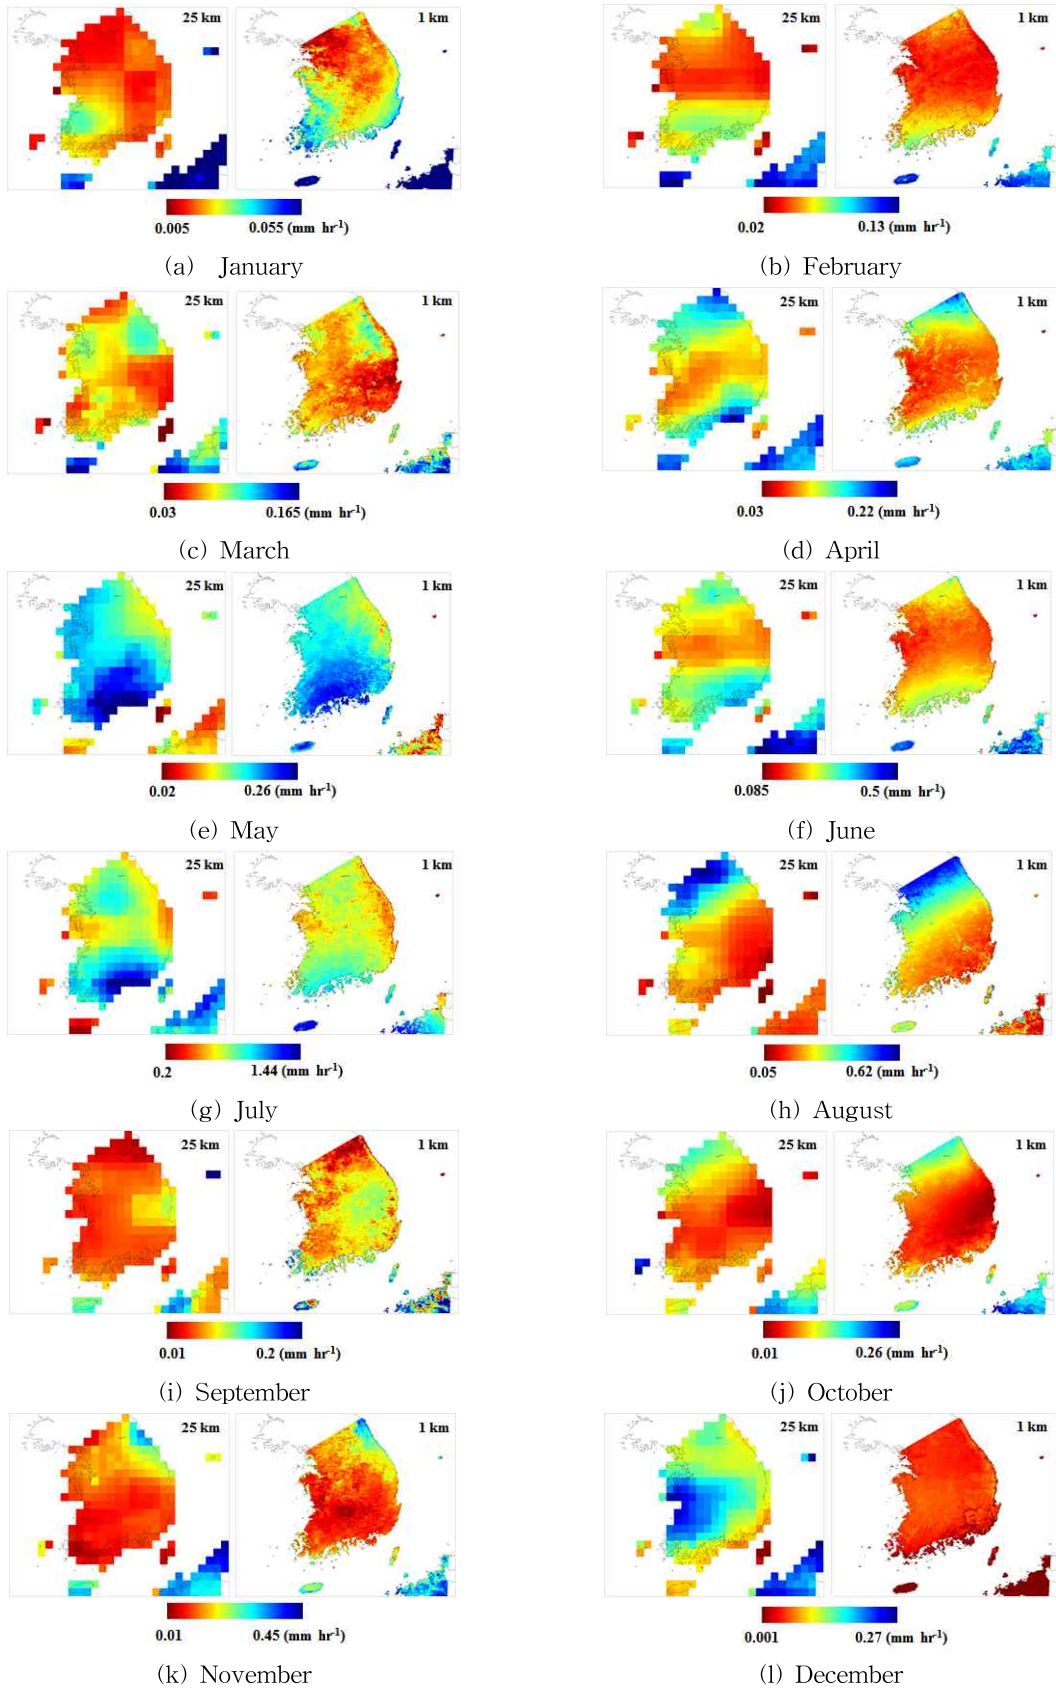 25 km 1 km
25 km 1 km
0.005 0.055 (mm hr-1)
0.02 0.13 (mm hr-1)
(a) January
(b) February
25 km 1 km
25 km 1 km
0.03 0.165 (mm hr-1)
0.03 0.22 (mm hr-1)
(c) March
(d) April
25 km 1 km
25 km 1 km
0.02 0.26 (mm hr-1)
0.085 0.5 (mm hr-1)
(e) May
(f) June
25 km 1 km
25 km 1 km
0.2 1.44 (mm hr-1)
0.05 0.62 (mm hr-1)
(g) July
(h) August
25 km 1 km
25 km 1 km
0.01 0.2 (mm hr-1)
0.01 0.26 (mm hr-1)
(i) September
(j) October
25 km 1 km
25 km 1 km
0.01 0.45 (mm hr-1)
0.001 0.27 (mm hr-1)
(k) November
(l) December